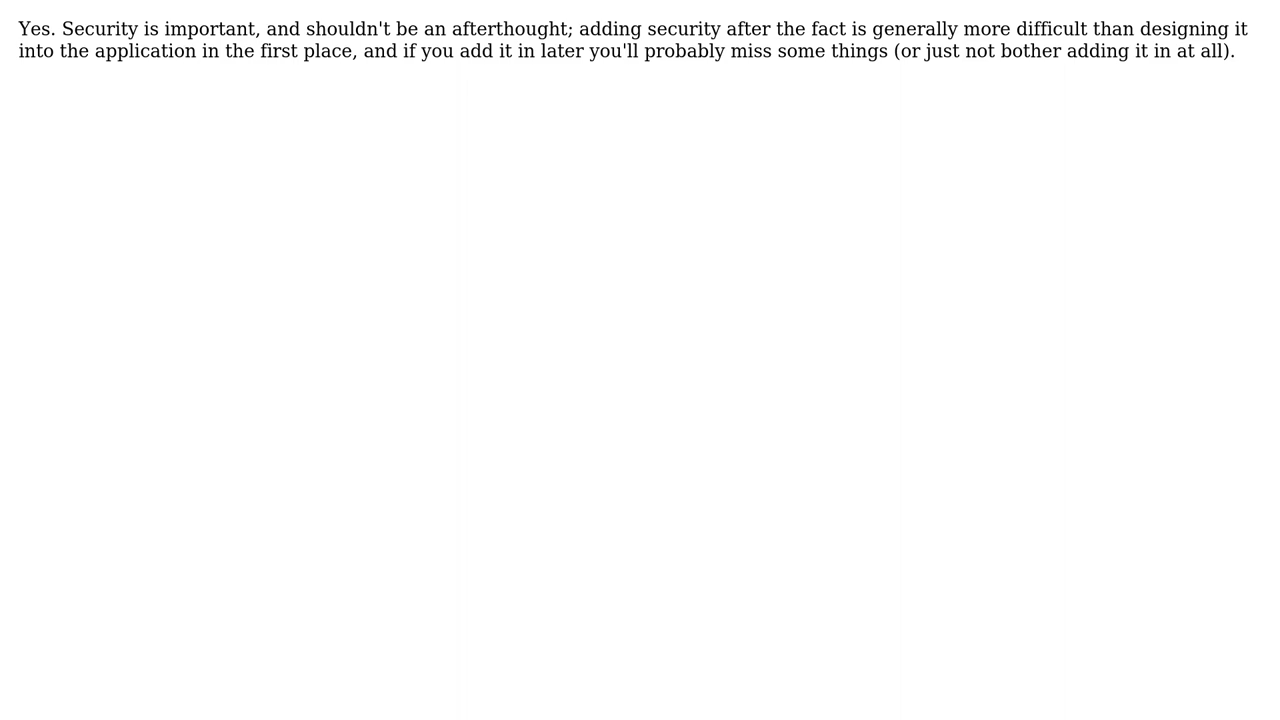 Yes. Security is important, and shouldn't be an afterthought; adding security after the fact is generally more difficult than designing it
into the application in the first place, and if you add it in later you'll probably miss some things (or just not bother adding it in at all).